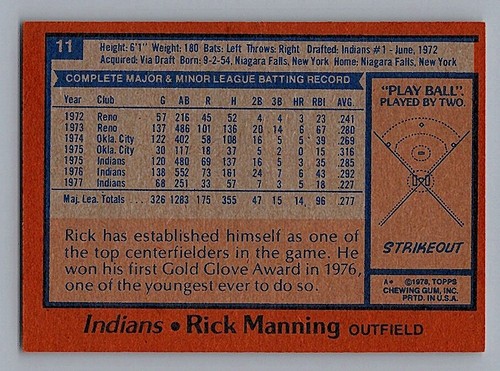 11
Height: 6'1" Weight: 180 Bats: Left Throws: Right Drafted: Indians #1 - June, 1972
Acquired: Via Draft Born: 9-2-54, Niagara Falls, New York Home: Niagara Falls, New York
COMPLETE MAJOR & MINOR LEAGUE BATTING RECORD
Year Club G AB R H 2B 3B HR RBI AVG.
1972 Reno 57 216 45 52 4 4 3 23 .241
1973 Reno 137 486 101 136 20 14 6 67 .280
1974 Okla. City 122 402 58 108 16 5 5 39 .269
1975 Okla. City 30 117 18 37 5 2 0 15 .316
1975 Indians 120 480 69 137 16 5 3 35 .285
1976 Indians 138 552 73 161 24 7 6 43 .292
1977 Indians 68 251 33 57 7 3 5 18 .227
Maj. Lea. Totals . . . 326 1283 175 355 47 15 14 96 .277
"PLAY BALL"
PLAYED BY TWO.
STRIKEOUT
Rick has established himself as one of
the top centerfielders in the game. He
won his first Gold Glove Award in 1976,
one of the youngest ever to do so.
A* ©1978, TOPPS
CHEWING GUM, INC.
PRTD. IN U.S.A.
Indians • Rick Manning OUTFIELD